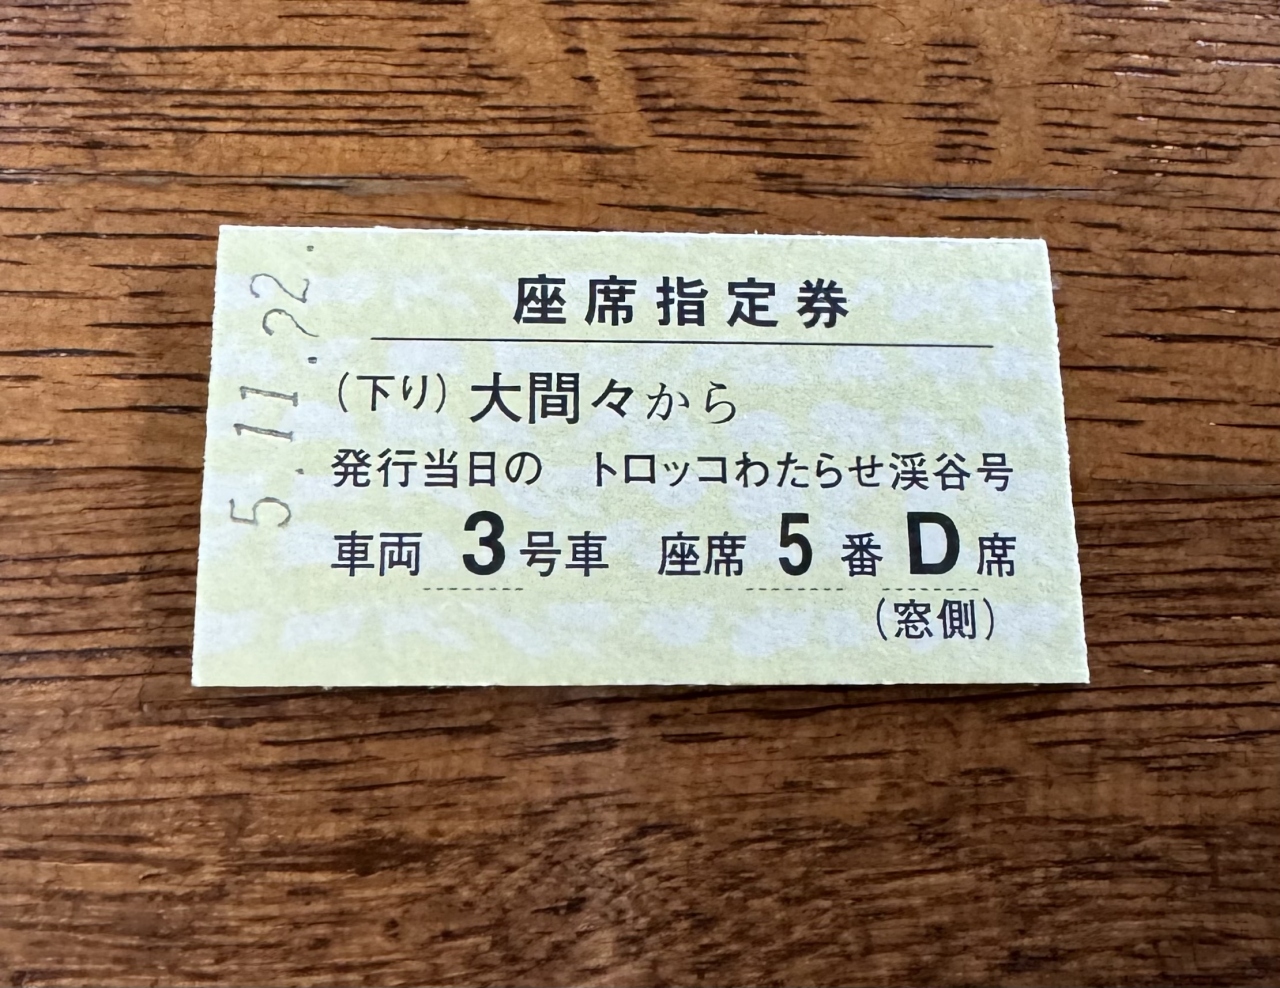 座席指定券
(下り) 大間々から
発行当日の トロッコわたらせ渓谷号
車両 3 号車 座席 5 番 D 席
(窓側)
5.11.22.